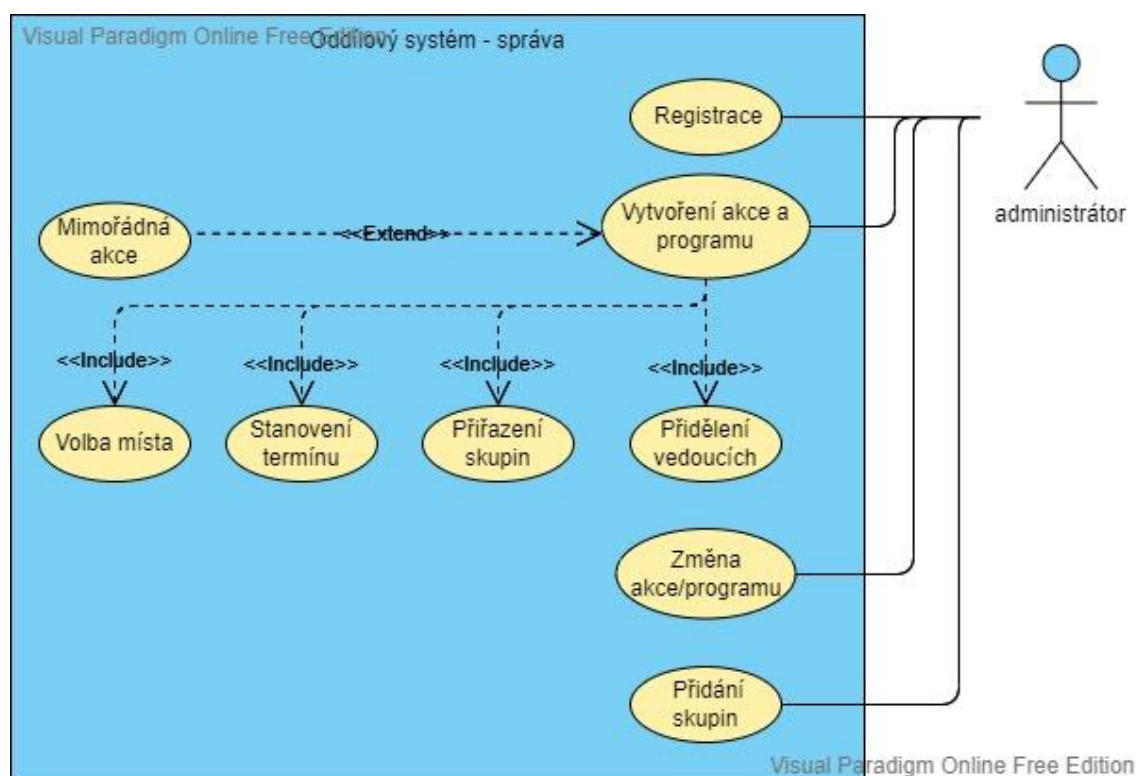 Visual Paradigm Online Free Edition
Oddílový systém - správa
Registrace
Vytvoření akce a
programu
administrátor
Mimořádná
akce
<<Extend>>
<<Include>>
<<Include>>
<<Include>>
<<Include>>
Volba místa
Stanovení
termínu
Přiřazení
skupin
Přidělení
vedoucích
Změna
akce/programu
Přidání
skupin
Visual Paradigm Online Free Edition